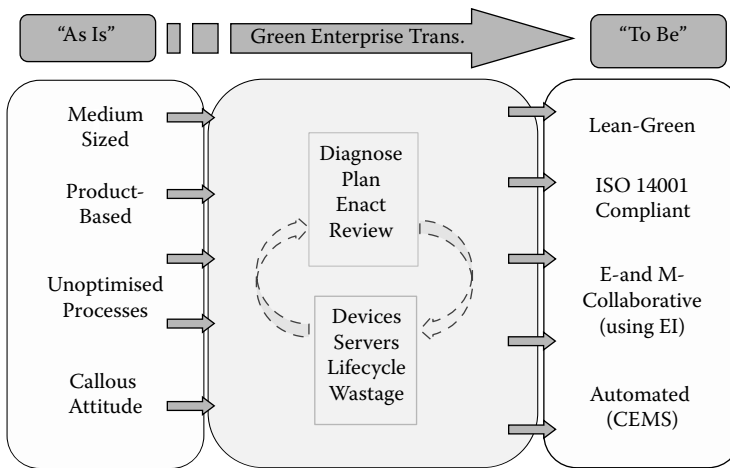 “As Is”
Green Enterprise Trans.
“To Be”
Medium
Sized
Product-
Based
Unoptimised
Processes
Callous
Attitude
Diagnose
Plan
Enact
Review
Devices
Servers
Lifecycle
Wastage
Lean-Green
ISO 14001
Compliant
E-and M-
Collaborative
(using EI)
Automated
(CEMS)